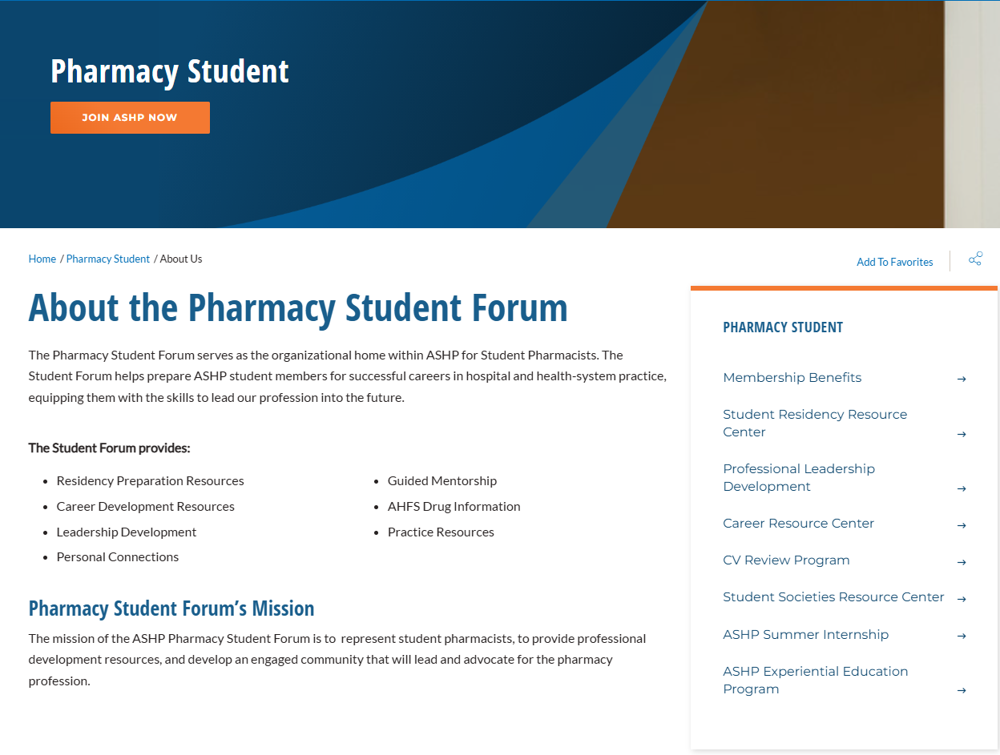 Pharmacy Student
JOIN ASHP NOW
Home / Pharmacy Student / About Us
Add To Favorites
About the Pharmacy Student Forum
The Pharmacy Student Forum serves as the organizational home within ASHP for Student Pharmacists. The
Student Forum helps prepare ASHP student members for successful careers in hospital and health-system practice,
equipping them with the skills to lead our profession into the future.
The Student Forum provides:
• Residency Preparation Resources
• Career Development Resources
• Leadership Development
• Personal Connections
• Guided Mentorship
• AHFS Drug Information
• Practice Resources
Pharmacy Student Forum’s Mission
The mission of the ASHP Pharmacy Student Forum is to  represent student pharmacists, to provide professional
development resources, and develop an engaged community that will lead and advocate for the pharmacy
profession.
PHARMACY STUDENT
Membership Benefits →
Student Residency Resource
Center →
Professional Leadership
Development →
Career Resource Center →
CV Review Program →
Student Societies Resource Center →
ASHP Summer Internship →
ASHP Experiential Education
Program →